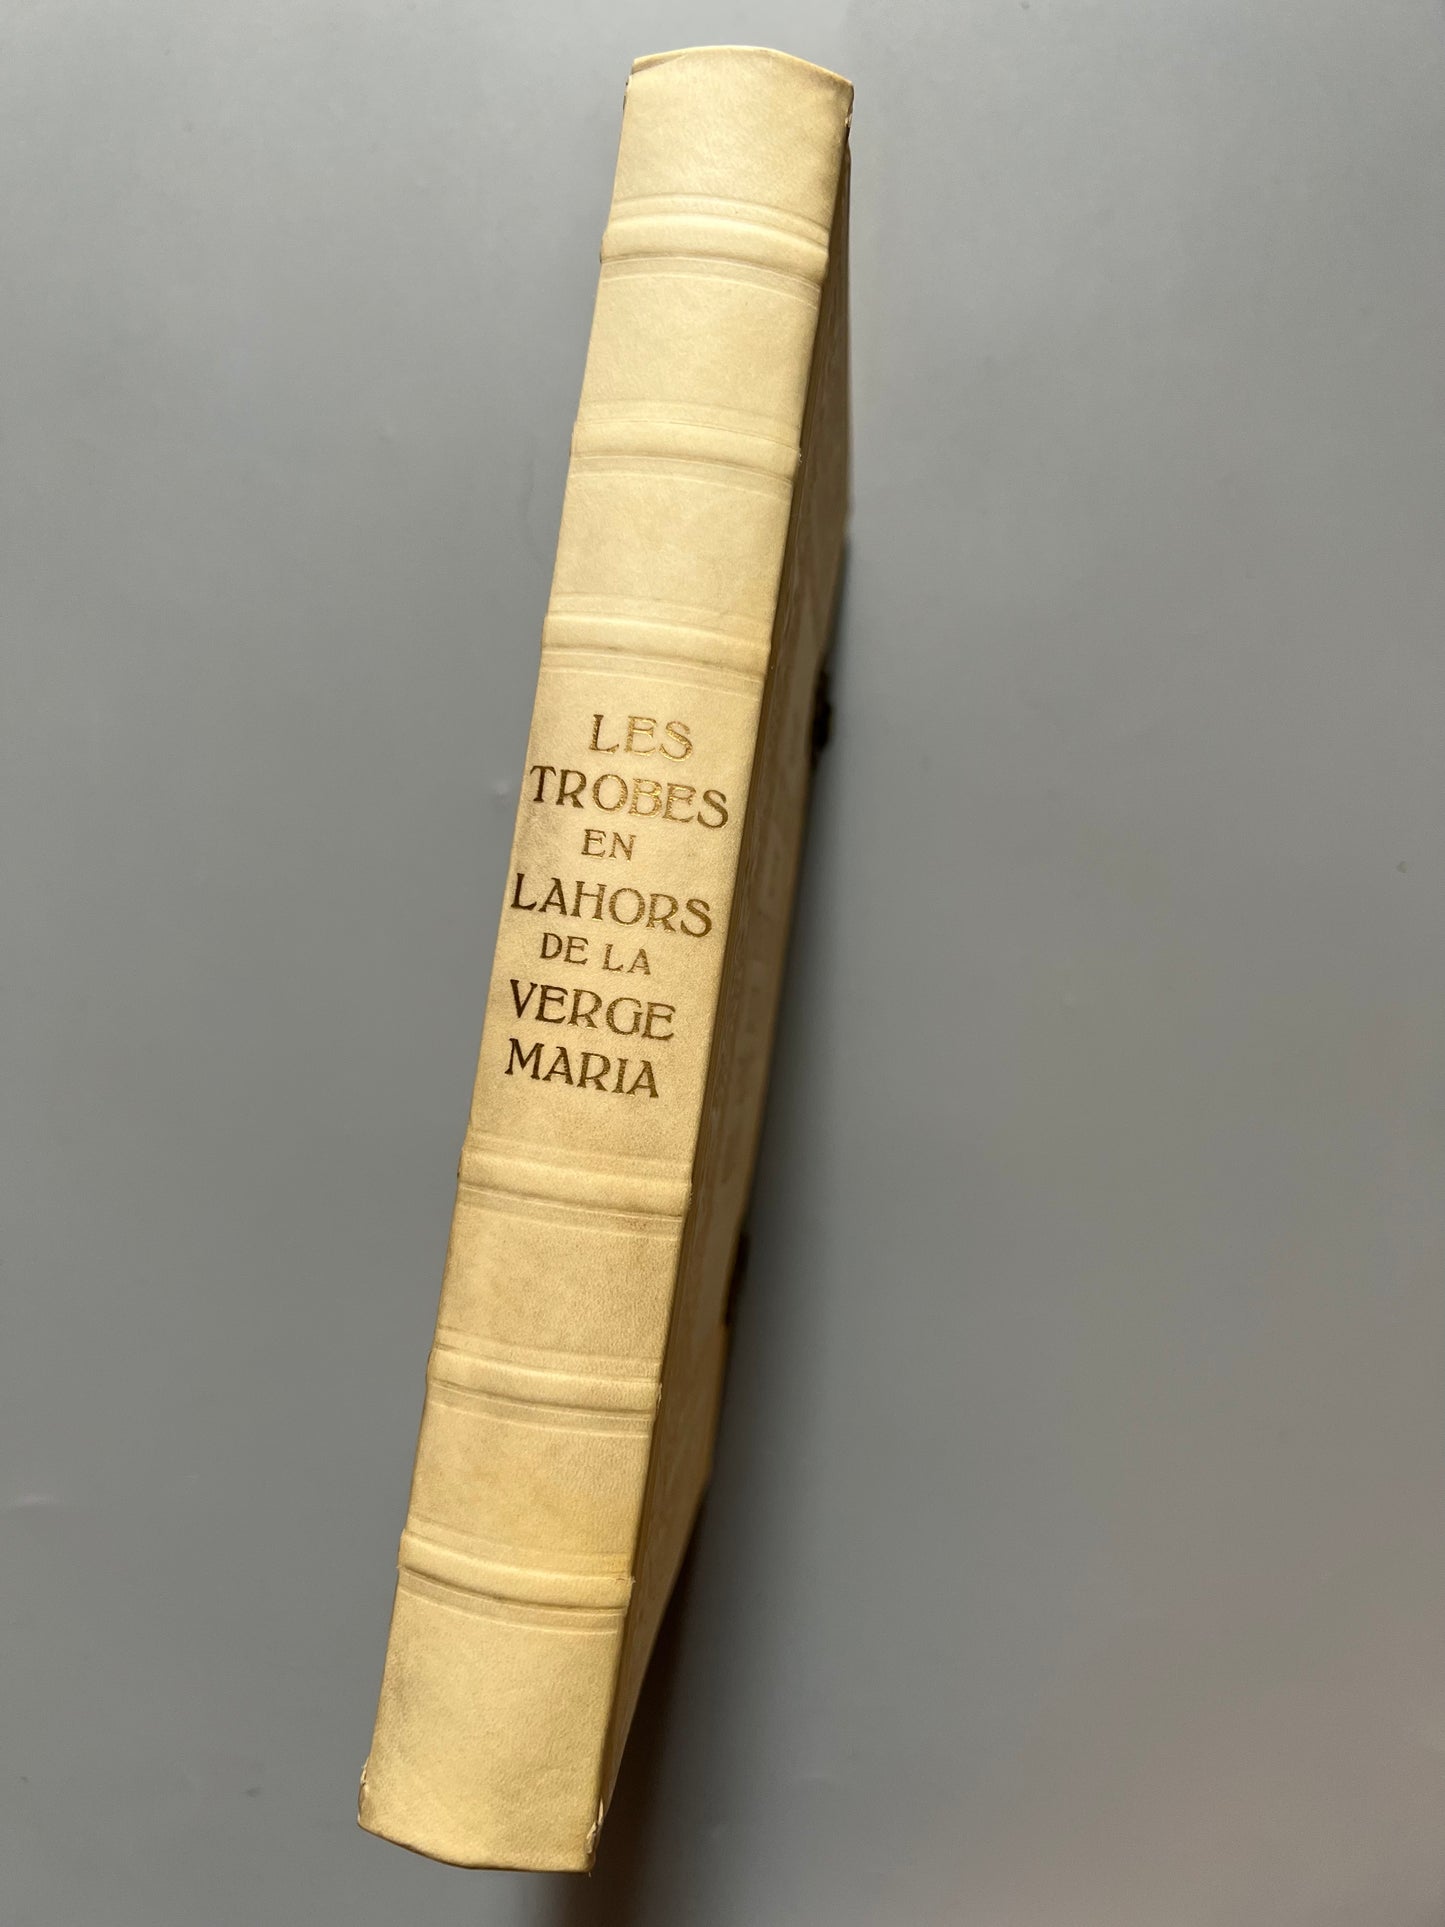 LES
TROBES
EN
LAHORS
DE LA
VERGE
MARIA